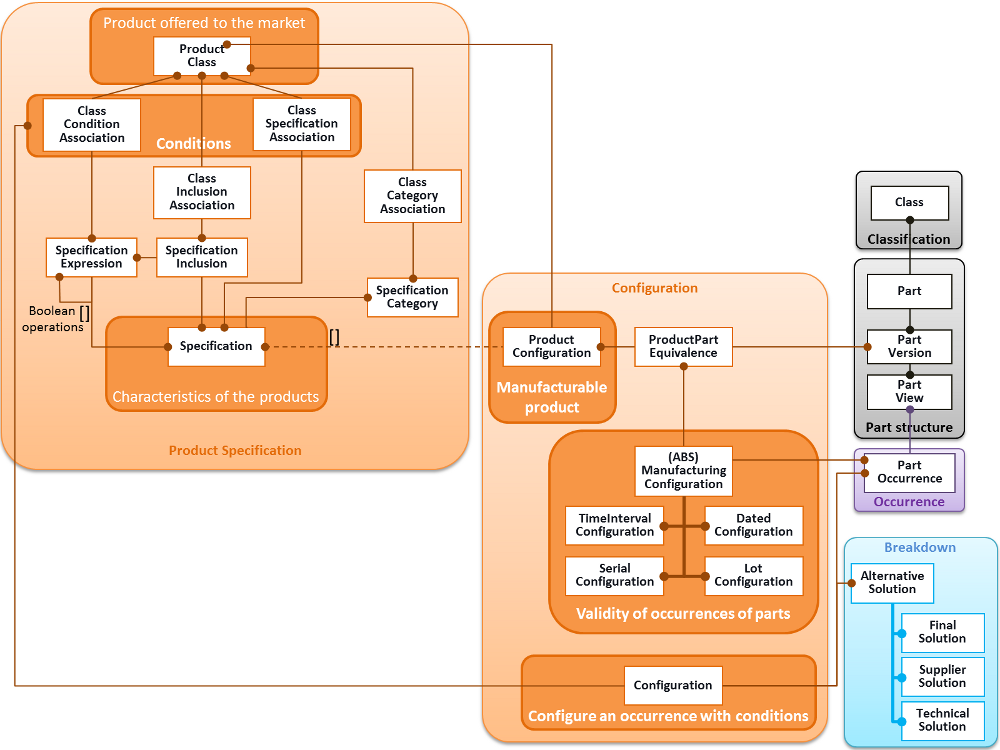 Product offered to the market
Product
Class
Class
Condition
Association
Class
Specification
Association
Conditions
Class
Inclusion
Association
Class
Category
Association
Specification
Expression
Specification
Inclusion
Specification
Category
Boolean []
operations
Specification
[]
Characteristics of the products
Product Specification
Configuration
Product
Configuration
Manufacturable
product
ProductPart
Equivalence
(ABS)
Manufacturing
Configuration
TimeInterval
Configuration
Dated
Configuration
Serial
Configuration
Lot
Configuration
Validity of occurrences of parts
Configuration
Configure an occurrence with conditions
Class
Classification
Part
Part
Version
Part
View
Part structure
Part
Occurrence
Occurrence
Breakdown
Alternative
Solution
Final
Solution
Supplier
Solution
Technical
Solution